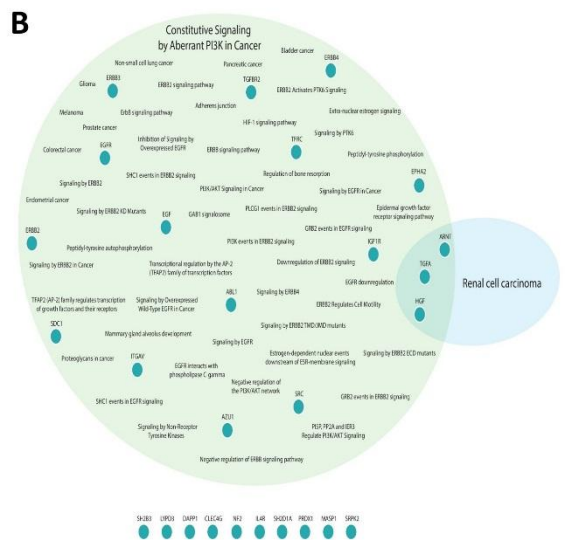 B
Constitutive Signaling
by Aberrant PI3K in Cancer
Bladder cancer
Non-small cell lung cancer
Pancreatic cancer
ERBB4
ERBB3
TGFBR2
Glioma
ERBB2 signaling pathway
ERBB2 Activates PTK6 Signaling
Adherens junction
Melanoma
ErbB signaling pathway
Extra-nuclear estrogen signaling
HIF-1 signaling pathway
Prostate cancer
Signaling by PTK6
Inhibition of Signaling by
Overexpressed EGFR
EGFR
TFRC
Colorectal cancer
ERBB signaling pathway
Peptidyl-tyrosine phosphorylation
SHC1 events in ERBB2 signaling
Regulation of bone resorption
EPHA2
Signaling by ERBB2
PI3K/AKT Signaling in Cancer
Signaling by EGFR in Cancer
Endometrial cancer
Signaling by ERBB2 KD Mutants
EGF
GAB1 signalosome
PLCG1 events in ERBB2 signaling
Epidermal growth factor
receptor signaling pathway
ERBB2
GRB2 events in EGFR signaling
ARNT
Peptidyl-tyrosine autophosphorylation
PI3K events in ERBB2 signaling
IGF1R
Signaling by ERBB2 in Cancer
Transcriptional regulation by the AP-2
(TFAP2) family of transcription factors
Downregulation of ERBB2 signaling
TGFA
EGFR downregulation
Renal cell carcinoma
TFAP2 (AP-2) family regulates transcription
of growth factors and their receptors
Signaling by Overexpressed
Wild-Type EGFR in Cancer
ABL1
Signaling by ERBB4
ERBB2 Regulates Cell Motility
HGF
SDC1
Mammary gland alveolus development
Signaling by ERBB2 TMD/JMD mutants
Signaling by EGFR
Proteoglycans in cancer
ITGAV
EGFR interacts with
phospholipase C-gamma
Estrogen-dependent nuclear events
downstream of ESR-membrane signaling
Signaling by ERBB2 ECD mutants
Negative regulation of
the PI3K/AKT network
SHC1 events in EGFR signaling
SRC
GRB2 events in ERBB2 signaling
AZU1
Signaling by Non-Receptor
Tyrosine Kinases
PI5P, PP2A and IER3
Regulate PI3K/AKT Signaling
Negative regulation of ERBB signaling pathway
SH2B3 LYPD3 DAPP1 CLEC4G NF2 IL4R SH2D1A PRDX1 MASP1 SRPK2